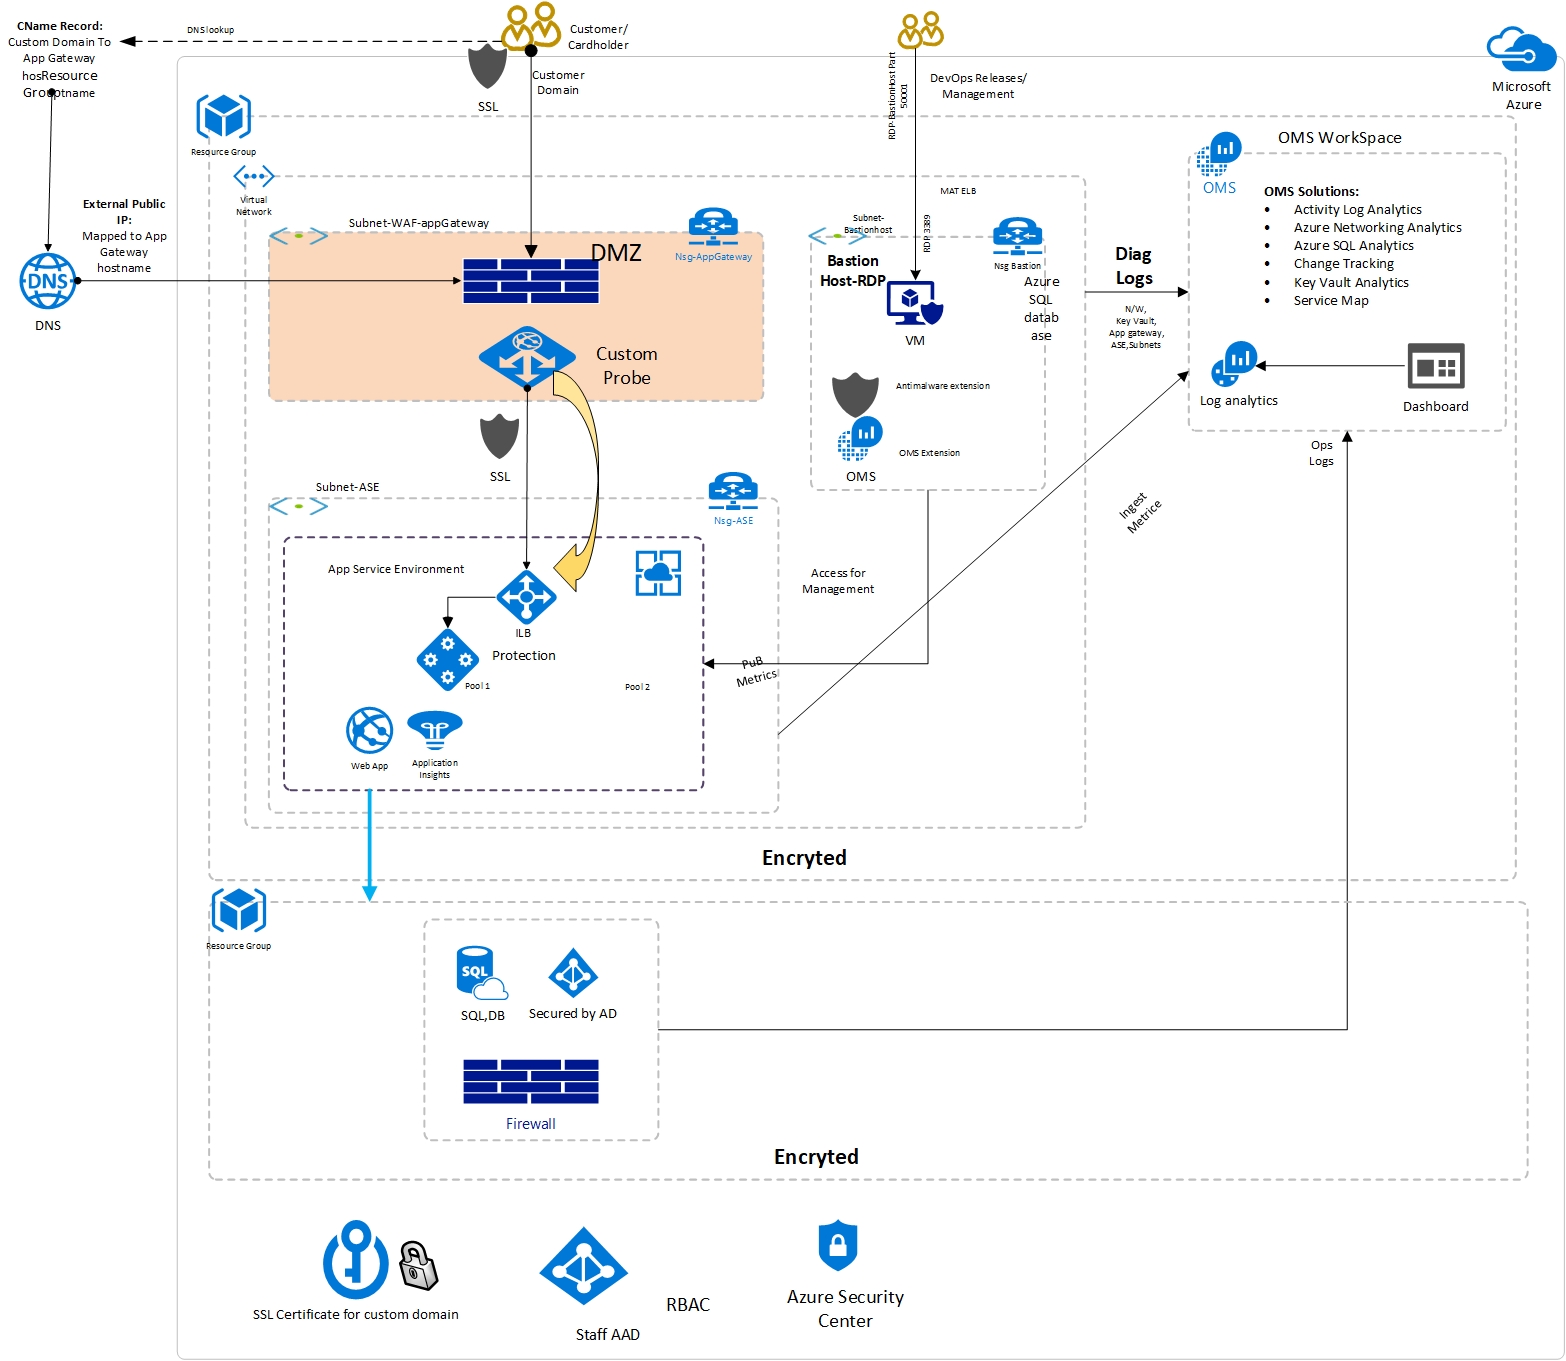 CName Record:
Custom Domain To
App Gateway
hosResource
Grouptname
DNS lookup
Customer/
Cardholder
SSL
Customer
Domain
RDP-BastionHost Part
50001
DevOps Releases/
Management
Microsoft
Azure
Resource Group
Virtual
Network
External Public
IP:
Mapped to App
Gateway
hostname
DNS
DNS
Subnet-WAF-appGateway
DMZ
Nsg-AppGateway
Custom
Probe
MAT ELB
Subnet-
Bastionhost
RDP-3389
Nsg Bastion
Bastion
Host-RDP
VM
Azure
SQL
datab
ase
Antimalware extension
OMS Extension
OMS
Diag
Logs
N/W,
Key Vault,
App gateway,
ASE,Subnets
OMS WorkSpace
OMS
OMS Solutions:
• Activity Log Analytics
• Azure Networking Analytics
• Azure SQL Analytics
• Change Tracking
• Key Vault Analytics
• Service Map
Log analytics
Dashboard
Ops
Logs
Ingest
Metrice
SSL
Subnet-ASE
Nsg-ASE
App Service Environment
ILB
Protection
Pool 1
Pool 2
Web App
Application
Insights
Access for
Management
PuB
Metrics
Encryted
Resource Group
SQL
SQL,DB
Secured by AD
Firewall
Encryted
SSL Certificate for custom domain
Staff AAD
RBAC
Azure Security
Center